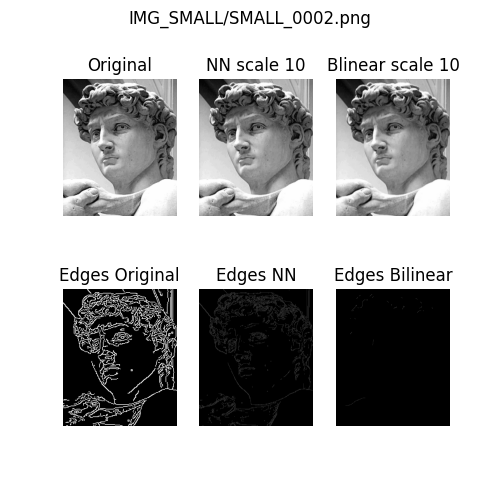 IMG_SMALL/SMALL_0002.png
Original
NN scale 10
Blinear scale 10
Edges Original
Edges NN
Edges Bilinear